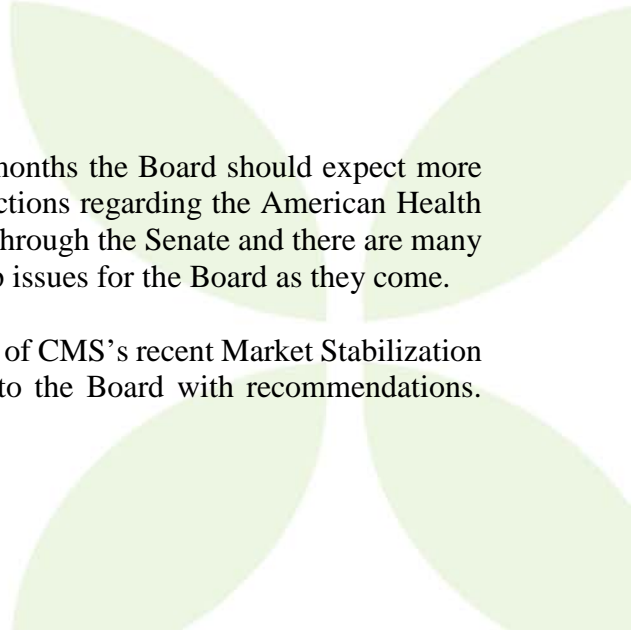 months the Board should expect more
ctions regarding the American Health
through the Senate and there are many
issues for the Board as they come.
of CMS's recent Market Stabilization
to the Board with recommendations.